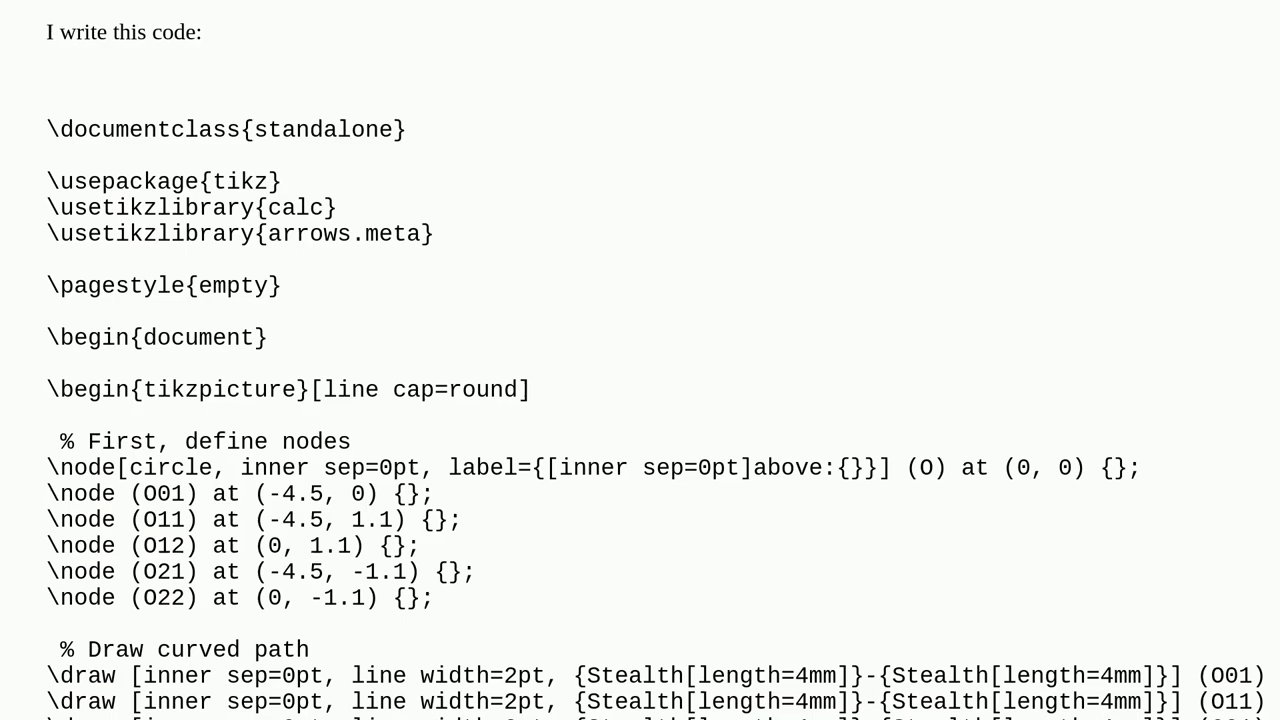 I write this code:
\documentclass{standalone}
\usepackage{tikz}
\usetikzlibrary{calc}
\usetikzlibrary{arrows.meta}
\pagestyle{empty}
\begin{document}
\begin{tikzpicture}[line cap=round]
% First, define nodes
\node[circle, inner sep=0pt, label={[inner sep=0pt]above:{}}] (O) at (0, 0) {};
\node (O01) at (-4.5, 0) {};
\node (O11) at (-4.5, 1.1) {};
\node (O12) at (0, 1.1) {};
\node (O21) at (-4.5, -1.1) {};
\node (O22) at (0, -1.1) {};
% Draw curved path
\draw [inner sep=0pt, line width=2pt, {Stealth[length=4mm]}-{Stealth[length=4mm]}] (O01)
\draw [inner sep=0pt, line width=2pt, {Stealth[length=4mm]}-{Stealth[length=4mm]}] (O11)